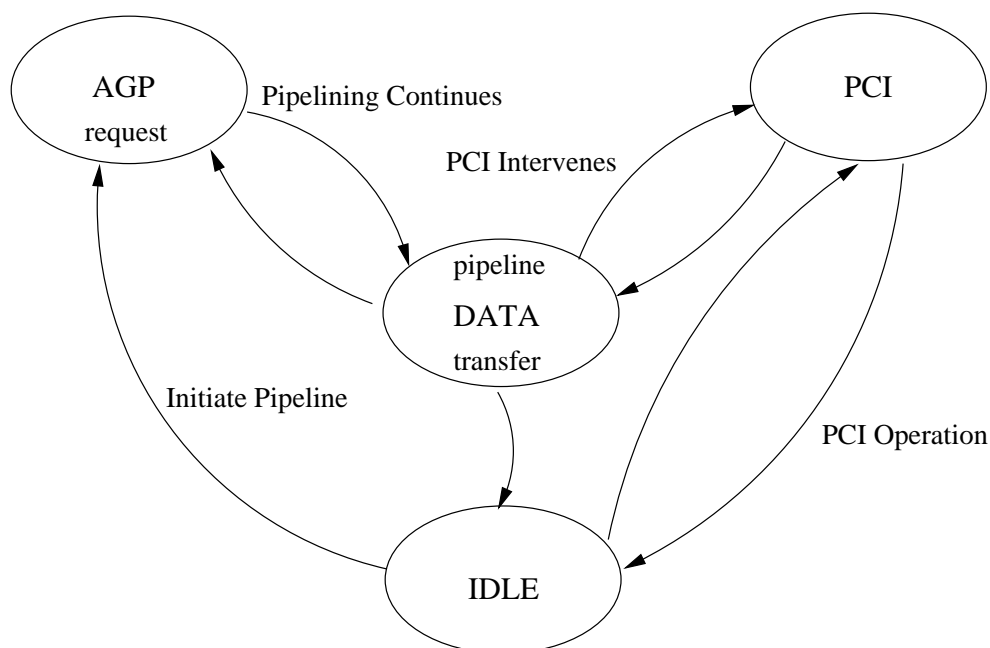 AGP
request
Pipelining Continues
PCI
PCI Intervenes
pipeline
DATA
transfer
Initiate Pipeline
PCI Operation
IDLE